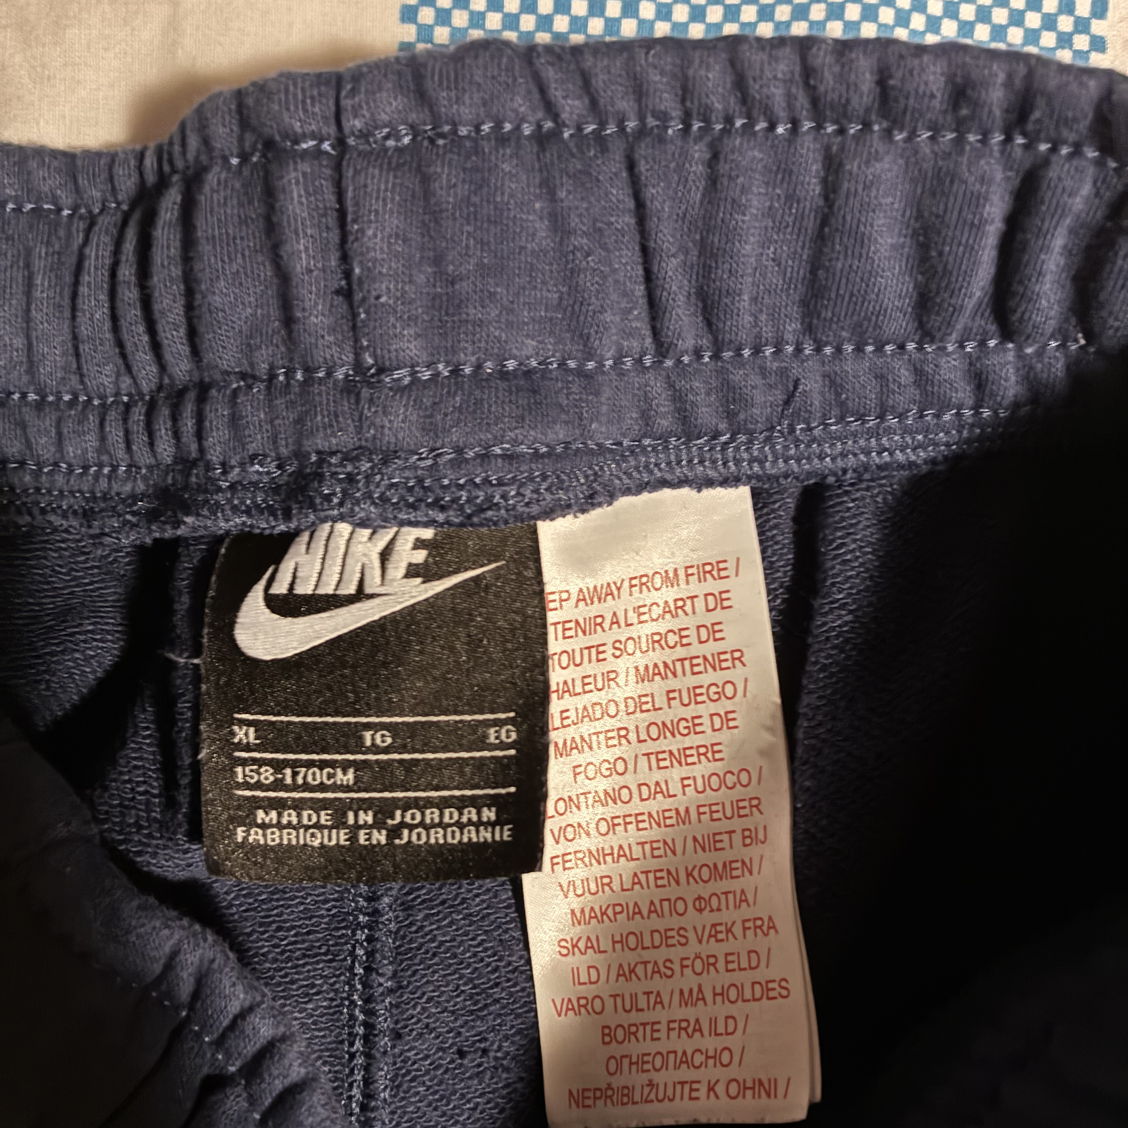 NIKE
XL TG EG
158-170CM
MADE IN JORDAN
FABRIQUE EN JORDANIE
EP AWAY FROM FIRE /
TENIR A L'ECART DE
TOUTE SOURCE DE
HALEUR / MANTENER
LEJADO DEL FUEGO /
MANTER LONGE DE
FOGO / TENERE
LONTANO DAL FUOCO /
VON OFFENEM FEUER
FERNHALTEN / NIET BIJ
VUUR LATEN KOMEN /
ΜΑΚΡΙΑ ΑΠΟ ΦΩΤΙΑ /
SKAL HOLDES VÆK FRA
ILD / AKTAS FÖR ELD /
VARO TULTA / MÅ HOLDES
BORTE FRA ILD /
ОГНЕОПАСНО /
NEPŘIBLIŽUJTE K OHNI /